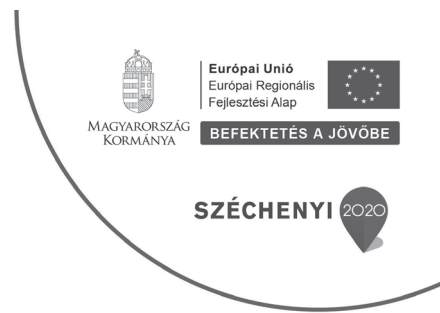 Európai Unió
Európai Regionális
Fejlesztési Alap
MAGYARORSZÁG
KORMÁNYA
BEFEKTETÉS A JÖVŐBE
SZÉCHENYI 2020